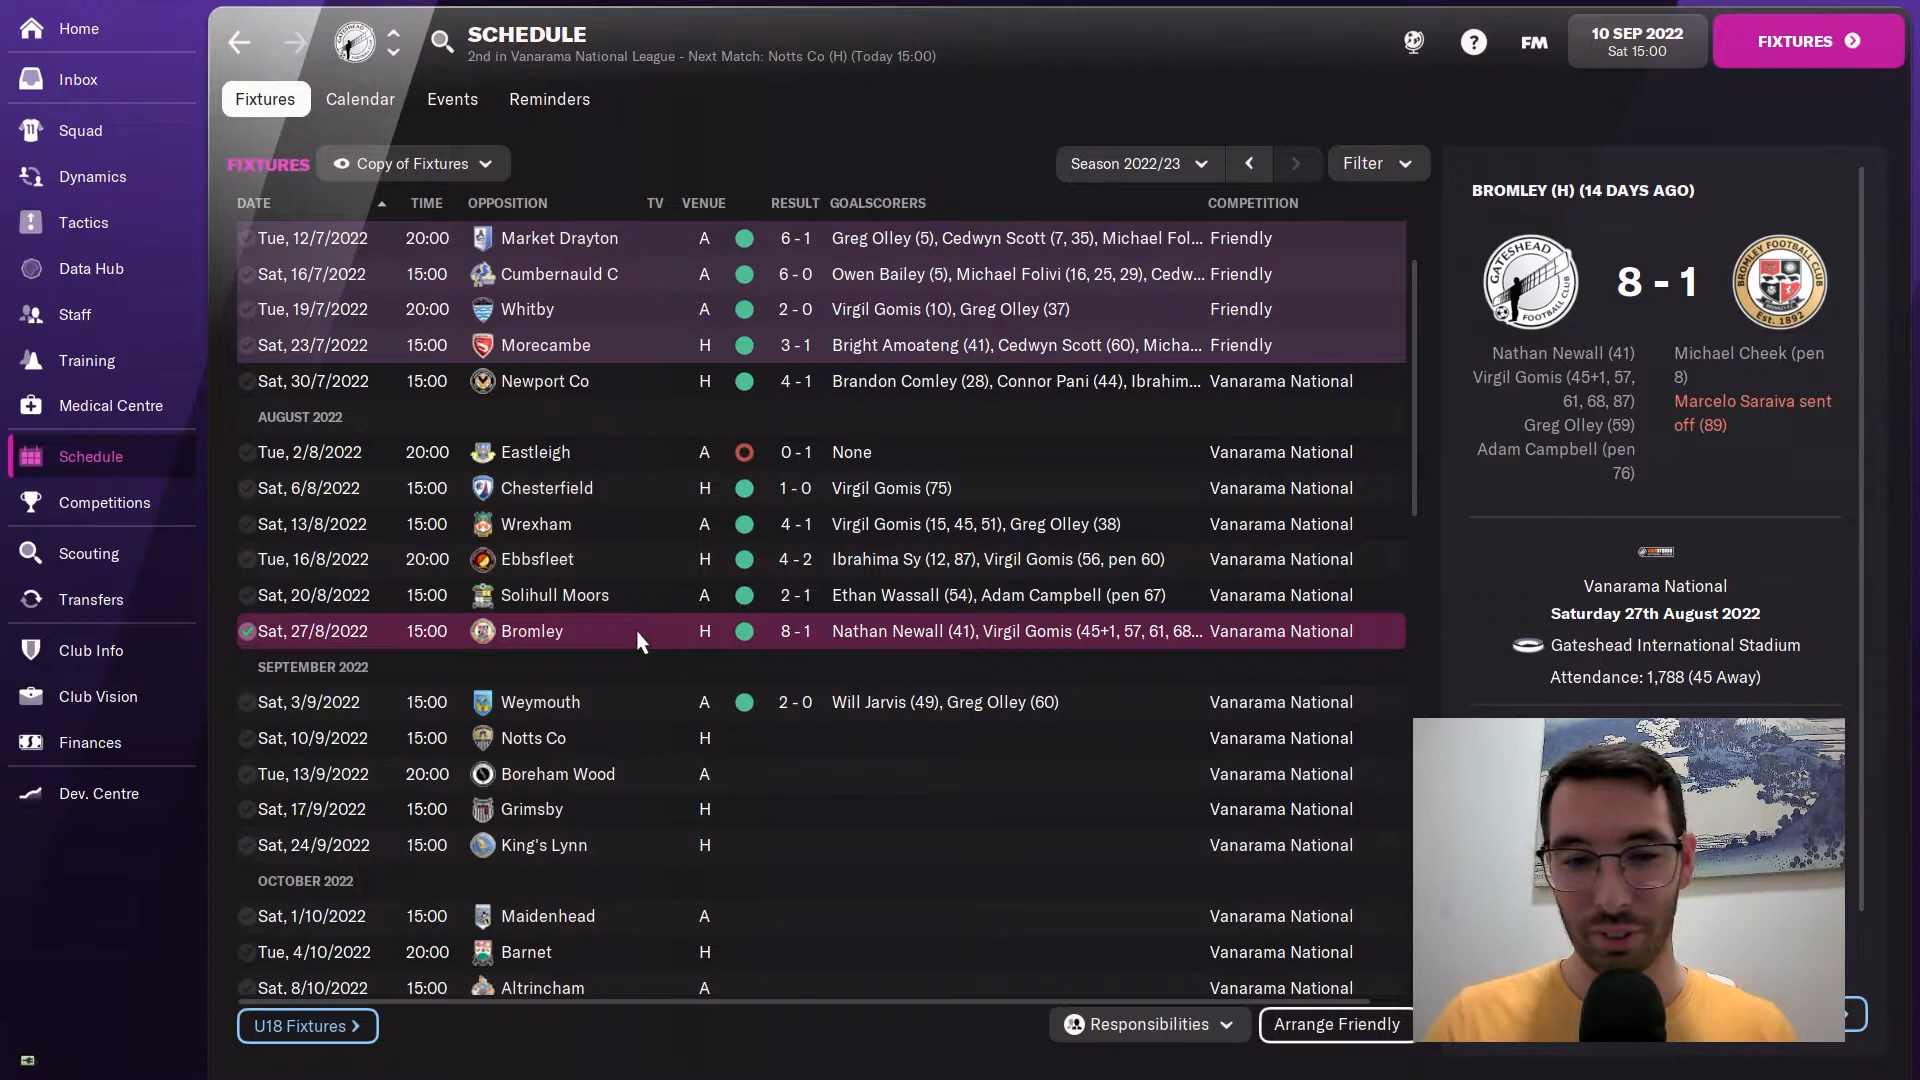 Home
Inbox
Squad
Dynamics
Tactics
Data Hub
Staff
Training
Medical Centre
Schedule
Competitions
Scouting
Transfers
Club Info
Club Vision
Finances
Dev. Centre
SCHEDULE
2nd in Vanarama National League - Next Match: Notts Co (H) (Today 15:00)
? FM
10 SEP 2022
Sat 15:00
FIXTURES
Fixtures Calendar Events Reminders
FIXTURES Copy of Fixtures Season 2022/23 Filter
DATE TIME OPPOSITION TV VENUE RESULT GOALSCORERS COMPETITION
Tue, 12/7/2022 20:00 Market Drayton A 6 - 1 Greg Olley (5), Cedwyn Scott (7, 35), Michael Fol... Friendly
Sat, 16/7/2022 15:00 Cumbernauld C A 6 - 0 Owen Bailey (5), Michael Folivi (16, 25, 29), Cedw... Friendly
Tue, 19/7/2022 20:00 Whitby A 2 - 0 Virgil Gomis (10), Greg Olley (37) Friendly
Sat, 23/7/2022 15:00 Morecambe H 3 - 1 Bright Amoateng (41), Cedwyn Scott (60), Micha... Friendly
Sat, 30/7/2022 15:00 Newport Co H 4 - 1 Brandon Comley (28), Connor Pani (44), Ibrahim... Vanarama National
AUGUST 2022
Tue, 2/8/2022 20:00 Eastleigh A 0 - 1 None Vanarama National
Sat, 6/8/2022 15:00 Chesterfield H 1 - 0 Virgil Gomis (75) Vanarama National
Sat, 13/8/2022 15:00 Wrexham A 4 - 1 Virgil Gomis (15, 45, 51), Greg Olley (38) Vanarama National
Tue, 16/8/2022 20:00 Ebbsfleet H 4 - 2 Ibrahima Sy (12, 87), Virgil Gomis (56, pen 60) Vanarama National
Sat, 20/8/2022 15:00 Solihull Moors A 2 - 1 Ethan Wassall (54), Adam Campbell (pen 67) Vanarama National
Sat, 27/8/2022 15:00 Bromley H 8 - 1 Nathan Newall (41), Virgil Gomis (45+1, 57, 61, 68... Vanarama National
SEPTEMBER 2022
Sat, 3/9/2022 15:00 Weymouth A 2 - 0 Will Jarvis (49), Greg Olley (60) Vanarama National
Sat, 10/9/2022 15:00 Notts Co H Vanarama National
Tue, 13/9/2022 20:00 Boreham Wood A Vanarama National
Sat, 17/9/2022 15:00 Grimsby H Vanarama National
Sat, 24/9/2022 15:00 King's Lynn H Vanarama National
OCTOBER 2022
Sat, 1/10/2022 15:00 Maidenhead A Vanarama National
Tue, 4/10/2022 20:00 Barnet H Vanarama National
Sat, 8/10/2022 15:00 Altrincham A Vanarama National
U18 Fixtures Responsibilities Arrange Friendly
BROMLEY (H) (14 DAYS AGO)
GATESHEAD
FOOTBALL CLUB
8 - 1
BROMLEY FOOTBALL CLUB
Est. 1892
Nathan Newall (41)
Virgil Gomis (45+1, 57,
61, 68, 87)
Greg Olley (59)
Adam Campbell (pen
76)
Michael Cheek (pen
8)
Marcelo Saraiva sent
off (89)
Vanarama National
Saturday 27th August 2022
Gateshead International Stadium
Attendance: 1,788 (45 Away)